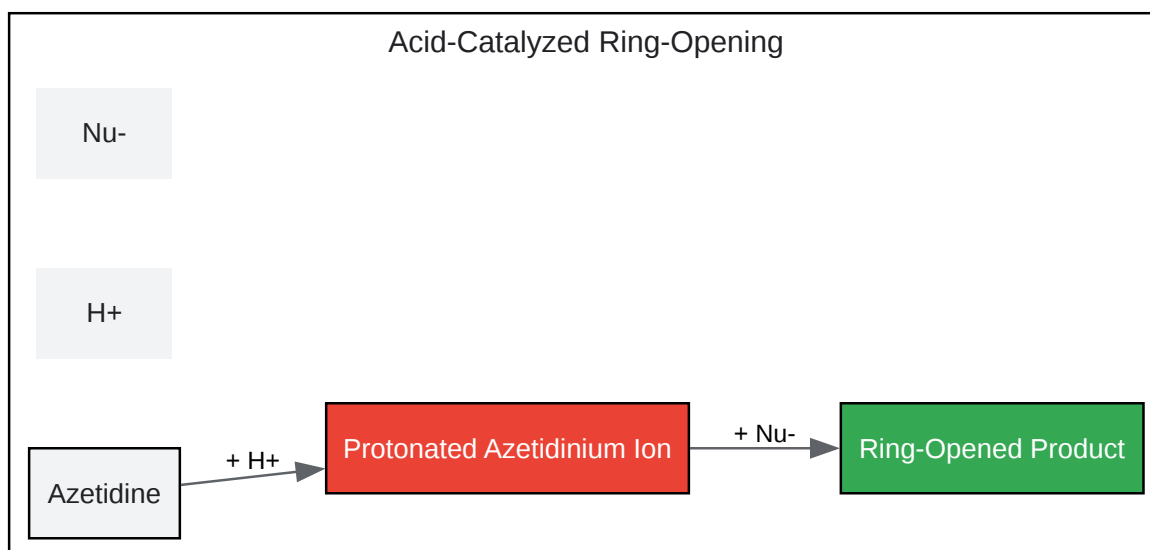 Acid-Catalyzed Ring-Opening
Nu-
H+
Azetidine
+ H+
Protonated Azetidinium Ion
+ Nu-
Ring-Opened Product